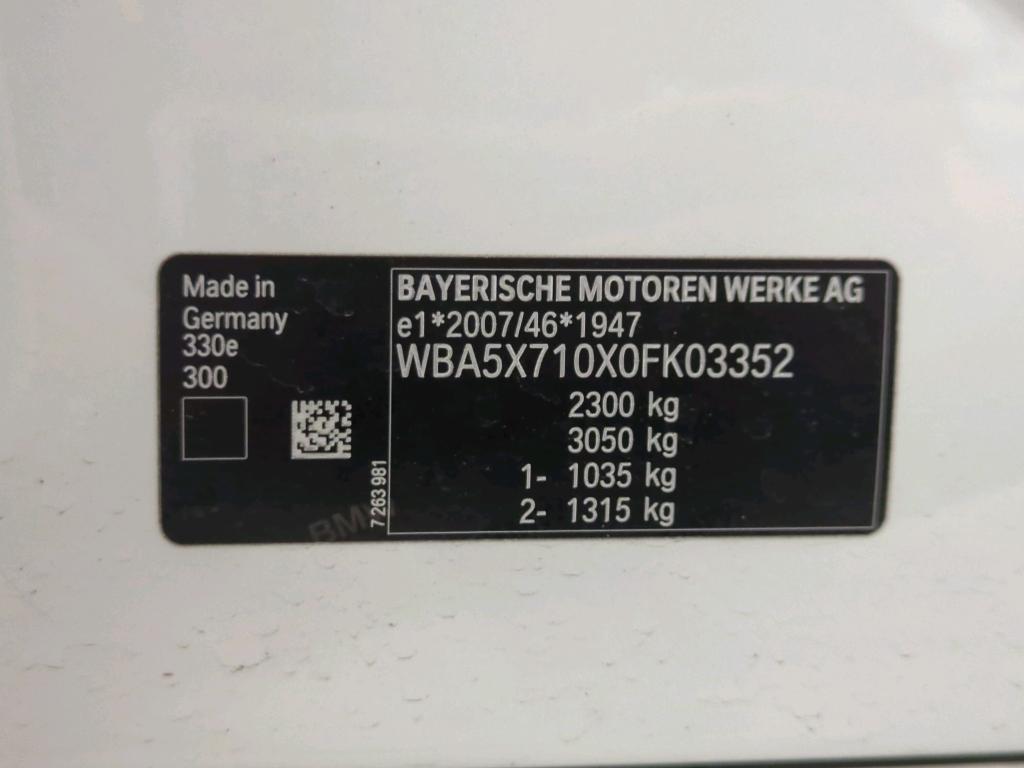 Made in
Germany
330e
300
7 263 981
BAYERISCHE MOTOREN WERKE AG
e1*2007/46*1947
WBA5X710X0FK03352
2300 kg
3050 kg
1- 1035 kg
2- 1315 kg
BMW